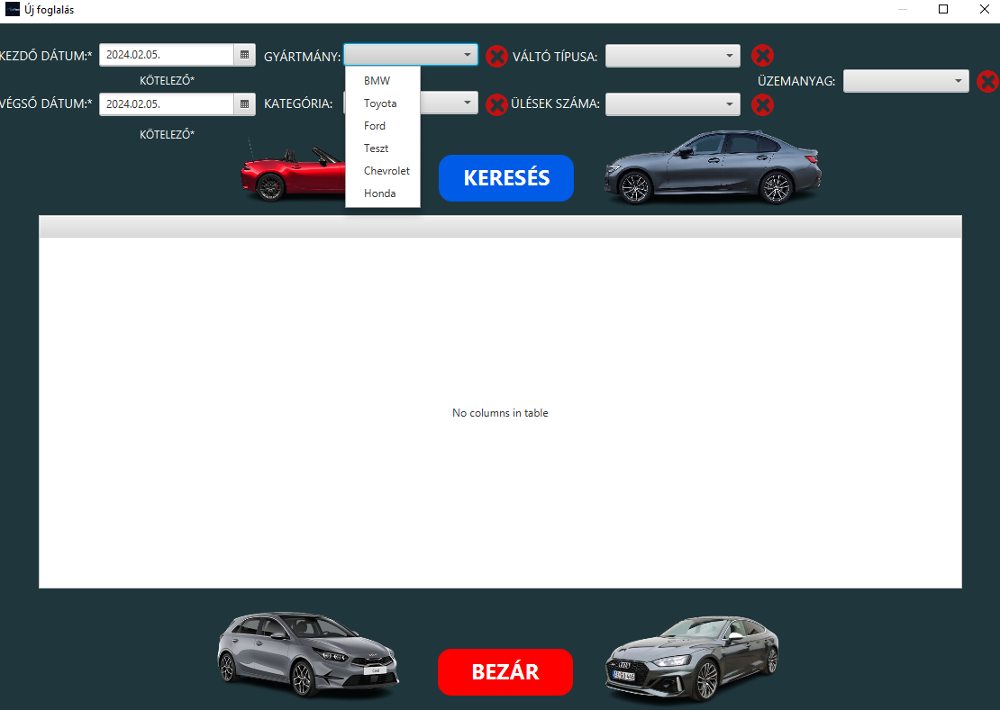 Új foglalás
KEZDŐ DÁTUM:* 2024.02.05. GYÁRTMÁNY: VÁLTÓ TÍPUSA:
KÖTELEZŐ* BMW ÜZEMANYAG:
VÉGSŐ DÁTUM:* 2024.02.05. KATEGÓRIA: Toyota ÜLÉSEK SZÁMA:
Ford
KÖTELEZŐ*
Teszt
Chevrolet
Honda
KERESÉS
No columns in table
BEZÁR